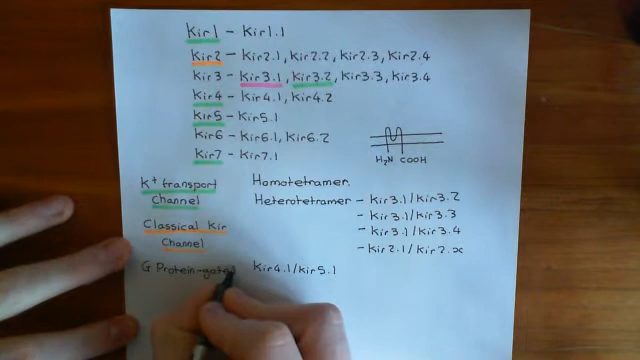 Kir1 - Kir1.1
Kir2 - Kir2.1, Kir2.2, Kir2.3, Kir2.4
Kir3 - Kir3.1, Kir3.2, Kir3.3, Kir3.4
Kir4 - Kir4.1, Kir4.2
Kir5 - Kir5.1
Kir6 - Kir6.1, Kir6.2
Kir7 - Kir7.1
H₂N COOH
K⁺ transport Channel
Homotetramer
Heterotetramer - Kir3.1/Kir3.2
- Kir3.1/Kir3.3
- Kir3.1/Kir3.4
- Kir2.1/Kir2.x
Classical Kir Channel
G Protein-gated
Kir4.1/Kir5.1